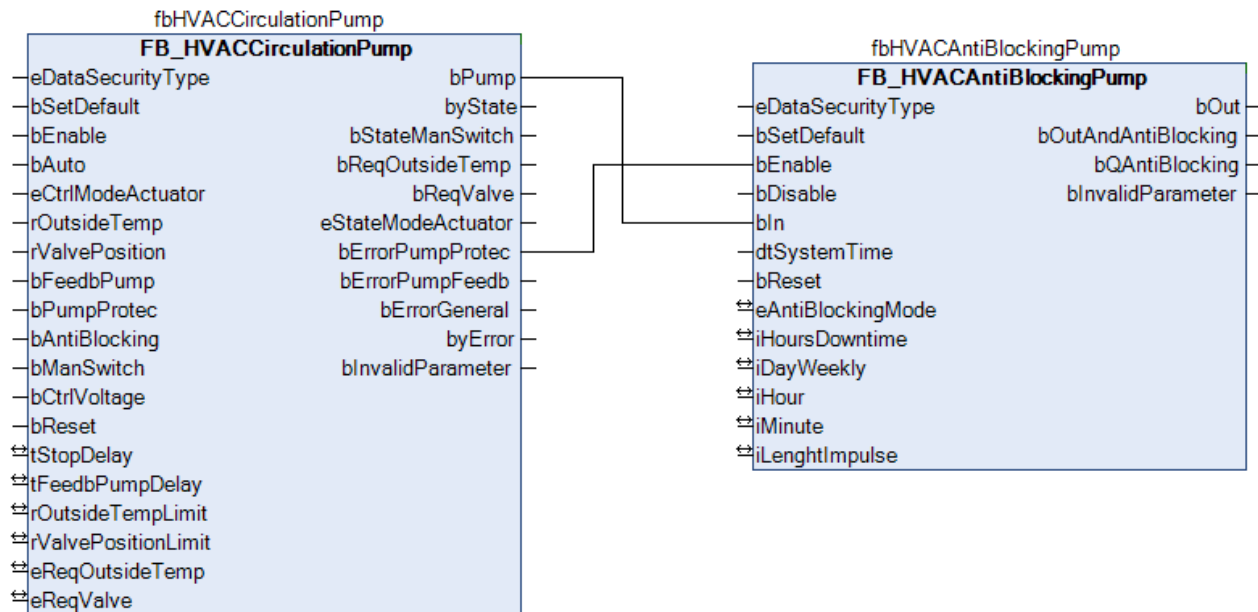 fbHVACCirculationPump
FB_HVACCirculationPump
eDataSecurityType
bPump
bSetDefault
byState
bEnable
bStateManSwitch
bAuto
bReqOutsideTemp
eCtrlModeActuator
bReqValve
rOutsideTemp
eStateModeActuator
rValvePosition
bErrorPumpProtec
bFeedbPump
bErrorPumpFeedb
bPumpProtec
bErrorGeneral
bAntiBlocking
byError
bManSwitch
bInvalidParameter
bCtrlVoltage
bReset
tStopDelay
tFeedbPumpDelay
rOutsideTempLimit
rValvePositionLimit
eReqOutsideTemp
eReqValve
fbHVACAntiBlockingPump
FB_HVACAntiBlockingPump
eDataSecurityType
bOut
bSetDefault
bOutAndAntiBlocking
bEnable
bQAntiBlocking
bDisable
bInvalidParameter
bIn
dtSystemTime
bReset
eAntiBlockingMode
iHoursDowntime
iDayWeekly
iHour
iMinute
iLenghtImpulse